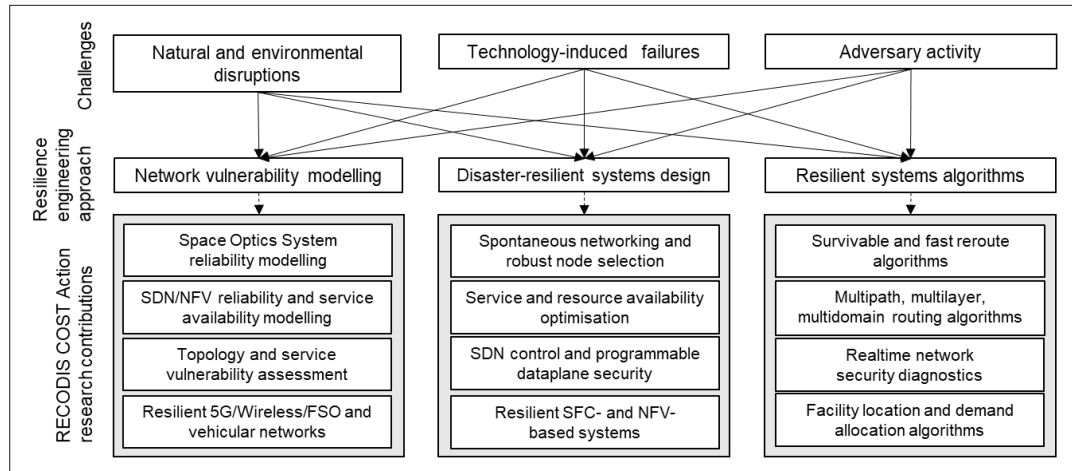 Challenges
Natural and environmental
disruptions
Technology-induced failures
Adversary activity
Resilience
engineering
approach
Network vulnerability modelling
Disaster-resilient systems design
Resilient systems algorithms
RECODIS COST Action
research contributions
Space Optics System
reliability modelling
SDN/NFV reliability and service
availability modelling
Topology and service
vulnerability assessment
Resilient 5G/Wireless/FSO and
vehicular networks
Spontaneous networking and
robust node selection
Service and resource availability
optimisation
SDN control and programmable
dataplane security
Resilient SFC- and NFV-
based systems
Survivable and fast reroute
algorithms
Multipath, multilayer,
multidomain routing algorithms
Realtime network
security diagnostics
Facility location and demand
allocation algorithms